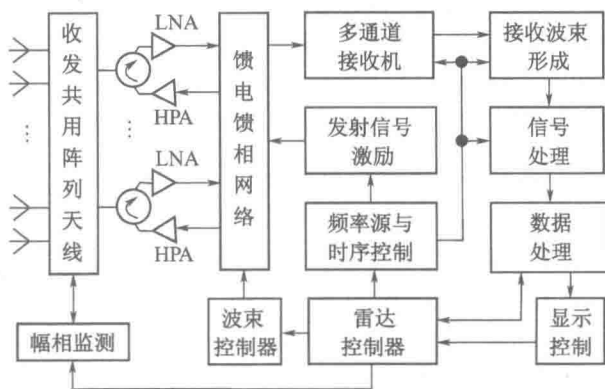 收发共用阵列天线
LNA
HPA
LNA
HPA
馈电馈相网络
多通道
接收机
接收波束
形成
发射信号
激励
信号
处理
频率源与
时序控制
数据
处理
幅相监测
波束
控制器
雷达
控制器
显示
控制